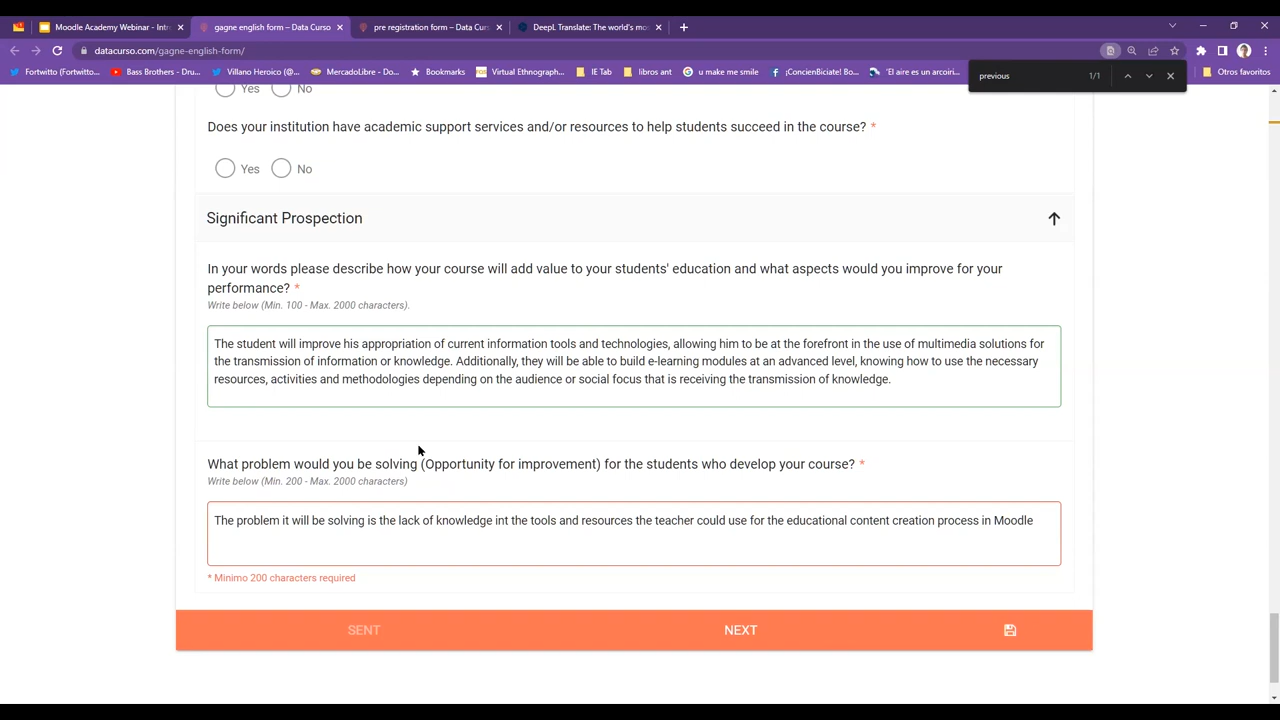 Moodle Academy Webinar - Intro
gagne english form – Data Curso
pre registration form – Data Cu
DeepL Translate: The world's mo
datacurso.com/gagne-english-form/
Fortwitto (Fortwitto...
Bass Brothers - Dru...
Villano Heroico (@...
MercadoLibre - Do...
Bookmarks
Virtual Ethnograph...
IE Tab
libros ant
u make me smile
¡ConcienBiciate! Bo...
'El aire es un arcoiri...
Otros favoritos
previous 1/1
Yes No
Does your institution have academic support services and/or resources to help students succeed in the course? *
Yes No
Significant Prospection
In your words please describe how your course will add value to your students' education and what aspects would you improve for your
performance? *
Write below (Min. 100 - Max. 2000 characters).
The student will improve his appropriation of current information tools and technologies, allowing him to be at the forefront in the use of multimedia solutions for
the transmission of information or knowledge. Additionally, they will be able to build e-learning modules at an advanced level, knowing how to use the necessary
resources, activities and methodologies depending on the audience or social focus that is receiving the transmission of knowledge.
What problem would you be solving (Opportunity for improvement) for the students who develop your course? *
Write below (Min. 200 - Max. 2000 characters)
The problem it will be solving is the lack of knowledge int the tools and resources the teacher could use for the educational content creation process in Moodle
* Minimo 200 characters required
SENT NEXT